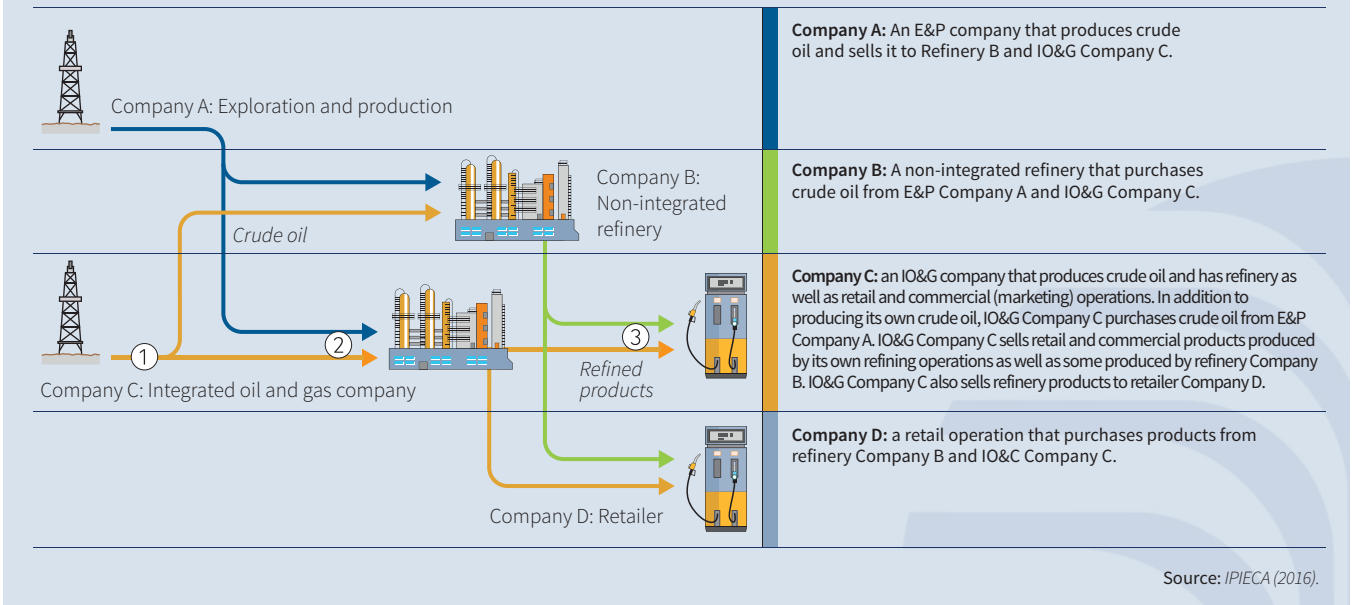 Company A: Exploration and production
Company A: An E&P company that produces crude
oil and sells it to Refinery B and IO&G Company C.
Company B:
Non-integrated
refinery
Crude oil
Company B: A non-integrated refinery that purchases
crude oil from E&P Company A and IO&G Company C.
1
2
3
Refined
products
Company C: Integrated oil and gas company
Company C: an IO&G company that produces crude oil and has refinery as
well as retail and commercial (marketing) operations. In addition to
producing its own crude oil, IO&G Company C purchases crude oil from E&P
Company A. IO&G Company C sells retail and commercial products produced
by its own refining operations as well as some produced by refinery Company
B. IO&G Company C also sells refinery products to retailer Company D.
Company D: Retailer
Company D: a retail operation that purchases products from
refinery Company B and IO&C Company C.
Source: IPIECA (2016).